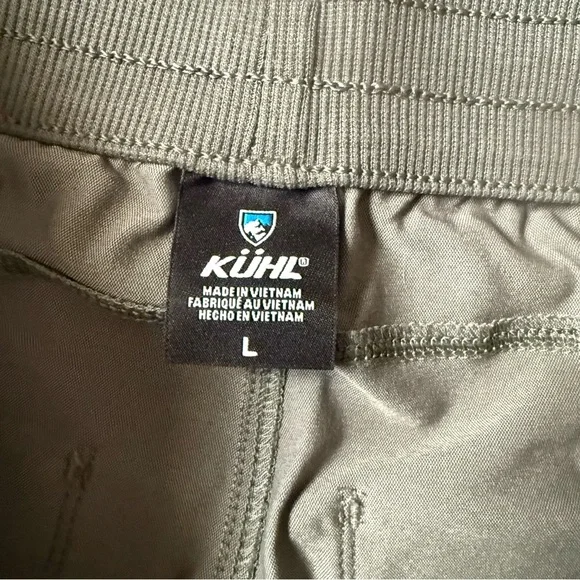 KÜHL®
MADE IN VIETNAM
FABRIQUÉ AU VIETNAM
HECHO EN VIETNAM
L